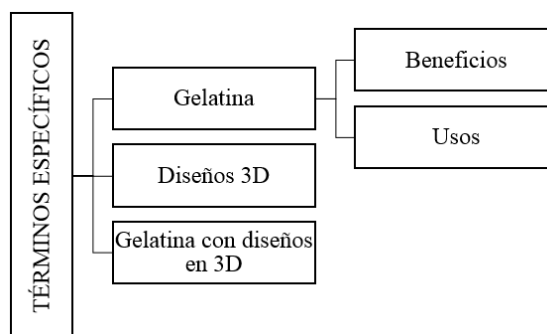 TÉRMINOS ESPECÍFICOS
Gelatina
Beneficios
Usos
Diseños 3D
Gelatina con diseños
en 3D